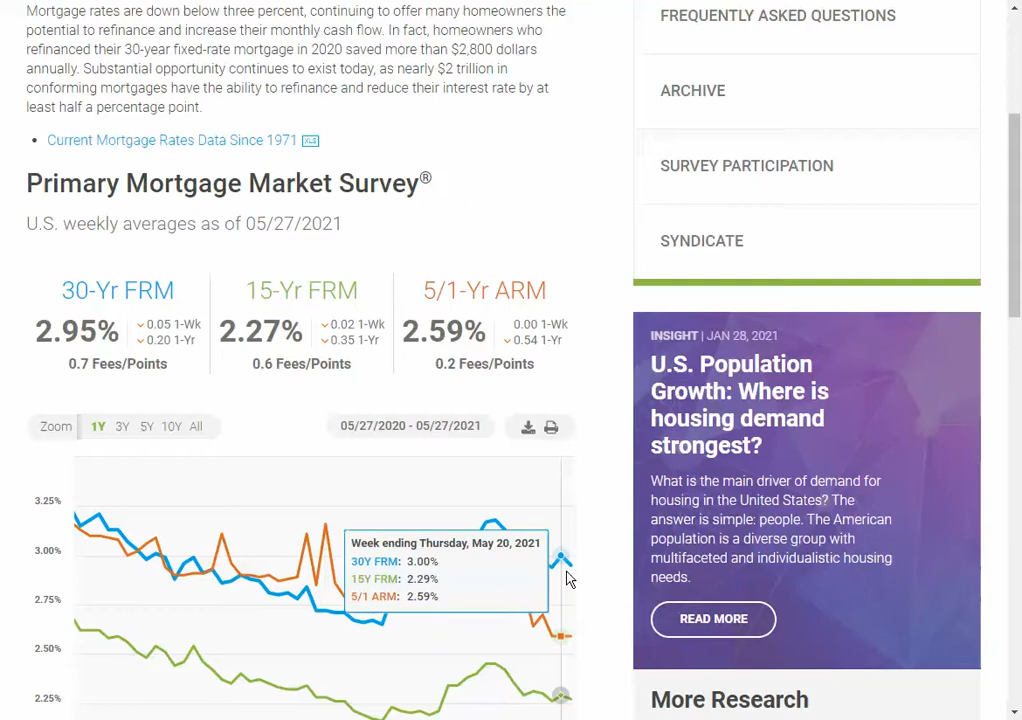 Mortgage rates are down below three percent, continuing to offer many homeowners the
potential to refinance and increase their monthly cash flow. In fact, homeowners who
refinanced their 30-year fixed-rate mortgage in 2020 saved more than $2,800 dollars
annually. Substantial opportunity continues to exist today, as nearly $2 trillion in
conforming mortgages have the ability to refinance and reduce their interest rate by at
least half a percentage point.
• Current Mortgage Rates Data Since 1971 XLS
Primary Mortgage Market Survey®
U.S. weekly averages as of 05/27/2021
30-Yr FRM
2.95%
0.05 1-Wk
0.20 1-Yr
0.7 Fees/Points
15-Yr FRM
2.27%
0.02 1-Wk
0.35 1-Yr
0.6 Fees/Points
5/1-Yr ARM
2.59%
0.00 1-Wk
0.54 1-Yr
0.2 Fees/Points
Zoom 1Y 3Y 5Y 10Y All
05/27/2020 - 05/27/2021
3.25%
3.00%
2.75%
2.50%
2.25%
Week ending Thursday, May 20, 2021
30Y FRM: 3.00%
15Y FRM: 2.29%
5/1 ARM: 2.59%
FREQUENTLY ASKED QUESTIONS
ARCHIVE
SURVEY PARTICIPATION
SYNDICATE
INSIGHT | JAN 28, 2021
U.S. Population
Growth: Where is
housing demand
strongest?
What is the main driver of demand for
housing in the United States? The
answer is simple: people. The American
population is a diverse group with
multifaceted and individualistic housing
needs.
READ MORE
More Research